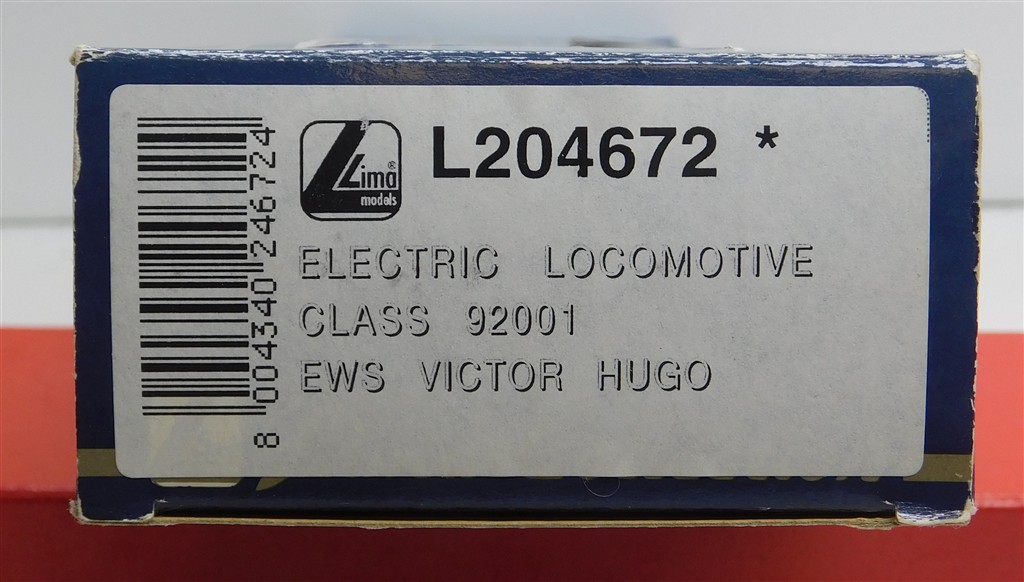 L204672 *
Lima®
models
ELECTRIC LOCOMOTIVE
CLASS 92001
EWS VICTOR HUGO
8 004340 246724